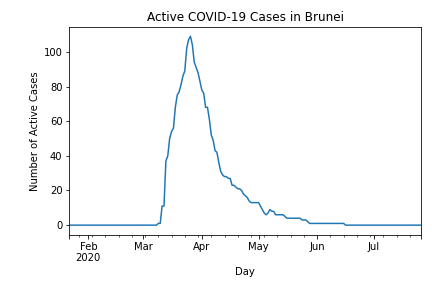 Active COVID-19 Cases in Brunei
Number of Active Cases
100
80
60
40
20
0
Feb Mar Apr May Jun Jul
2020
Day